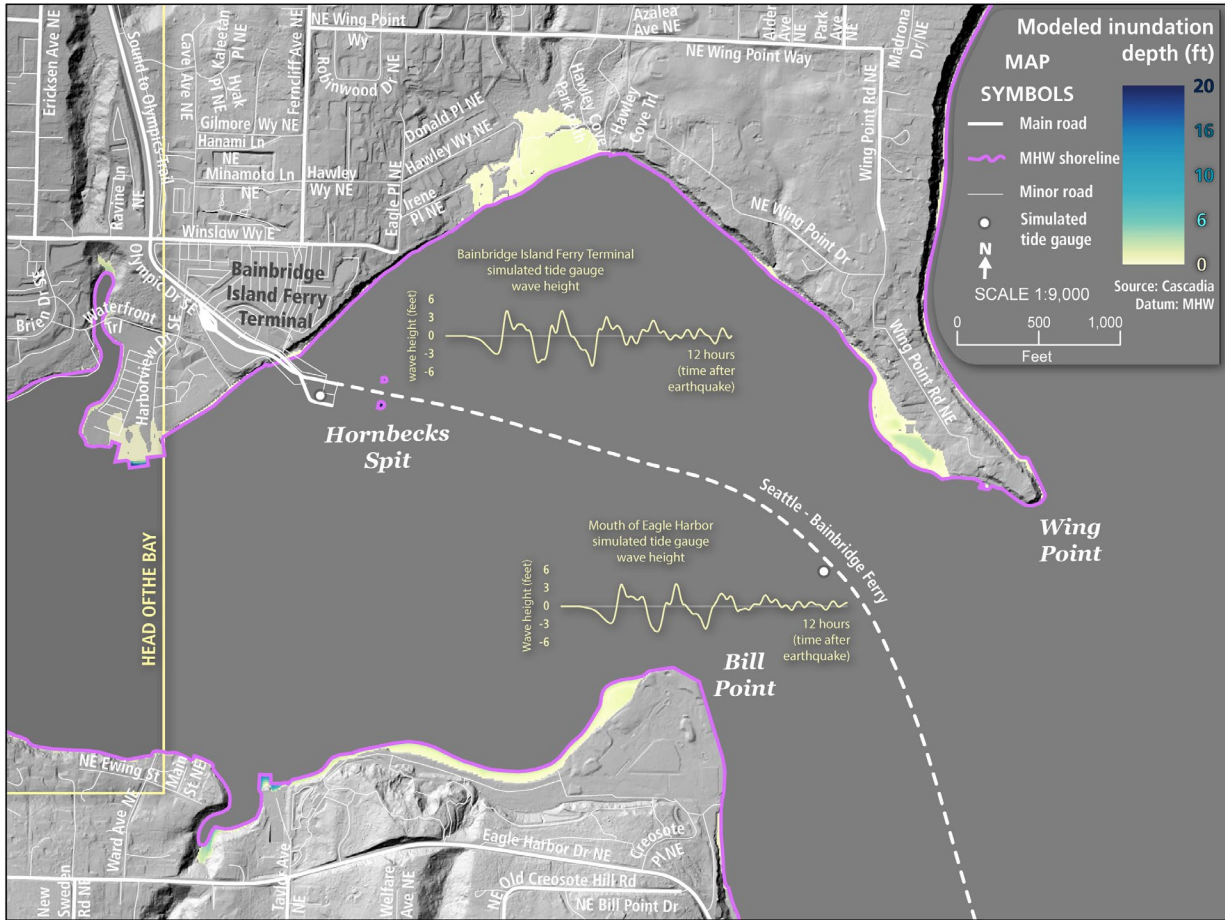 Modeled inundation
depth (ft)
MAP
SYMBOLS
Main road
MHW shoreline
Minor road
Simulated
tide gauge
N
SCALE 1:9,000
0 500 1,000
Feet
20
16
10
6
0
Source: Cascadia
Datum: MHW
Ericksen Ave NE
Sound to Olympics Trail
Cave Ave NE
Kaleetan
Pl NE
Hyak
Pl NE
Ferncliff Ave NE
NE Wing Point
Wy
Robinwood
Dr NE
Azalea
Ave NE
Alder
Ave NE
Park
Ave NE
Madrona
Dr NE
NE Wing Point Way
Wing Point Rd NE
Gilmore Wy NE
Hanami Ln
NE
Minamoto Ln
NE
Ravine Ln
NE
Hawley
Wy NE
Donald Pl NE
Hawley Wy NE
Eagle Pl NE
Irene
Pl NE
Hawley Cove
Park Path
Hawley
Cove Trl
NE Wing Point Dr
Wing Point Rd NE
Winslow Wy E
Olympic Dr SE
Bainbridge
Island Ferry
Terminal
Brien Dr SE
Waterfront
Trl
Harborview Dr SE
Bainbridge Island Ferry Terminal
simulated tide gauge
wave height
wave height (feet)
6
3
0
-3
-6
12 hours
(time after
earthquake)
Hornbecks
Spit
Seattle - Bainbridge Ferry
Wing
Point
HEAD OF THE BAY
Mouth of Eagle Harbor
simulated tide gauge
wave height
Wave height (feet)
6
3
0
-3
-6
12 hours
(time after
earthquake)
Bill
Point
NE Ewing St
Main
St NE
Ward Ave NE
New
Sweden
Rd NE
Taylor Ave
NE
Welfare
Ave NE
Eagle Harbor Dr NE
Creosote
Pl NE
NE Old Creosote Hill Rd
NE Bill Point Dr